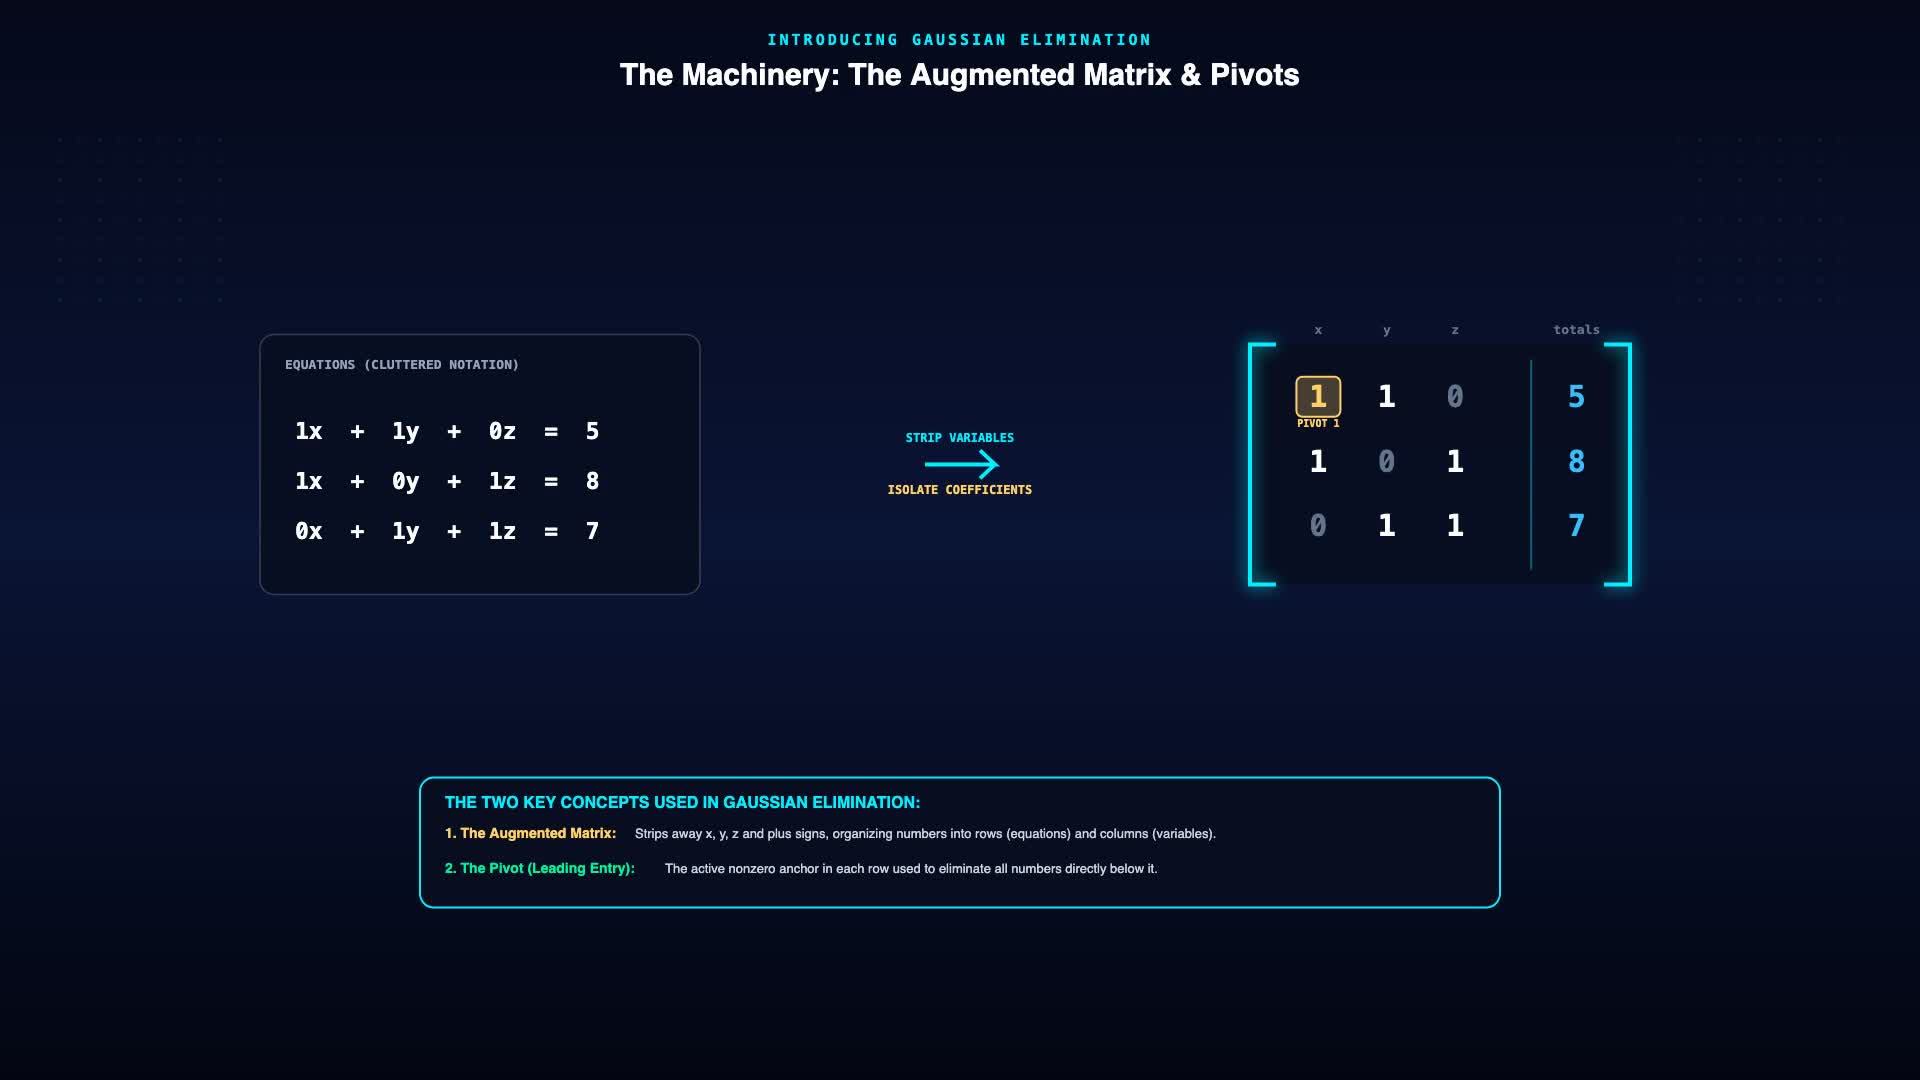 INTRODUCING GAUSSIAN ELIMINATION
The Machinery: The Augmented Matrix & Pivots
EQUATIONS (CLUTTERED NOTATION)
1x + 1y + 0z = 5
1x + 0y + 1z = 8
0x + 1y + 1z = 7
STRIP VARIABLES
ISOLATE COEFFICIENTS
x y z totals
1 1 0 5
PIVOT 1
1 0 1 8
0 1 1 7
THE TWO KEY CONCEPTS USED IN GAUSSIAN ELIMINATION:
1. The Augmented Matrix: Strips away x, y, z and plus signs, organizing numbers into rows (equations) and columns (variables).
2. The Pivot (Leading Entry): The active nonzero anchor in each row used to eliminate all numbers directly below it.